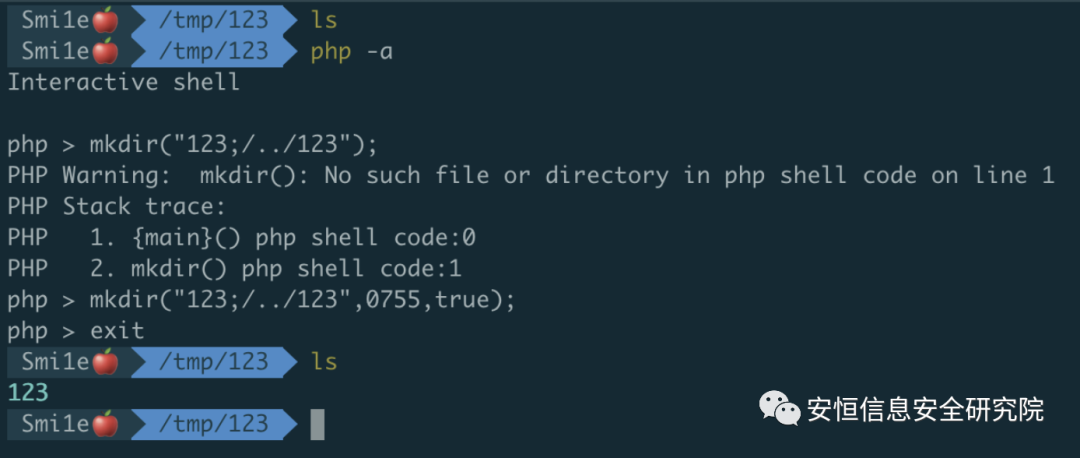 Smi1e🍎 /tmp/123 ls
Smi1e🍎 /tmp/123 php -a
Interactive shell
php > mkdir("123;/../123");
PHP Warning:  mkdir(): No such file or directory in php shell code on line 1
PHP Stack trace:
PHP   1. {main}() php shell code:0
PHP   2. mkdir() php shell code:1
php > mkdir("123;/../123",0755,true);
php > exit
Smi1e🍎 /tmp/123 ls
123
Smi1e🍎 /tmp/123
安恒信息安全研究院